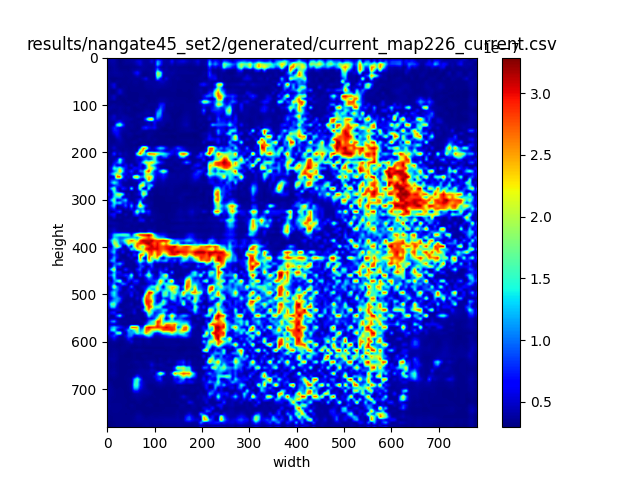 results/nangate45_set2/generated/current_map226_current.csv
1e−7
0
100
200
300
400
500
600
700
height
0 100 200 300 400 500 600 700
width
3.0
2.5
2.0
1.5
1.0
0.5